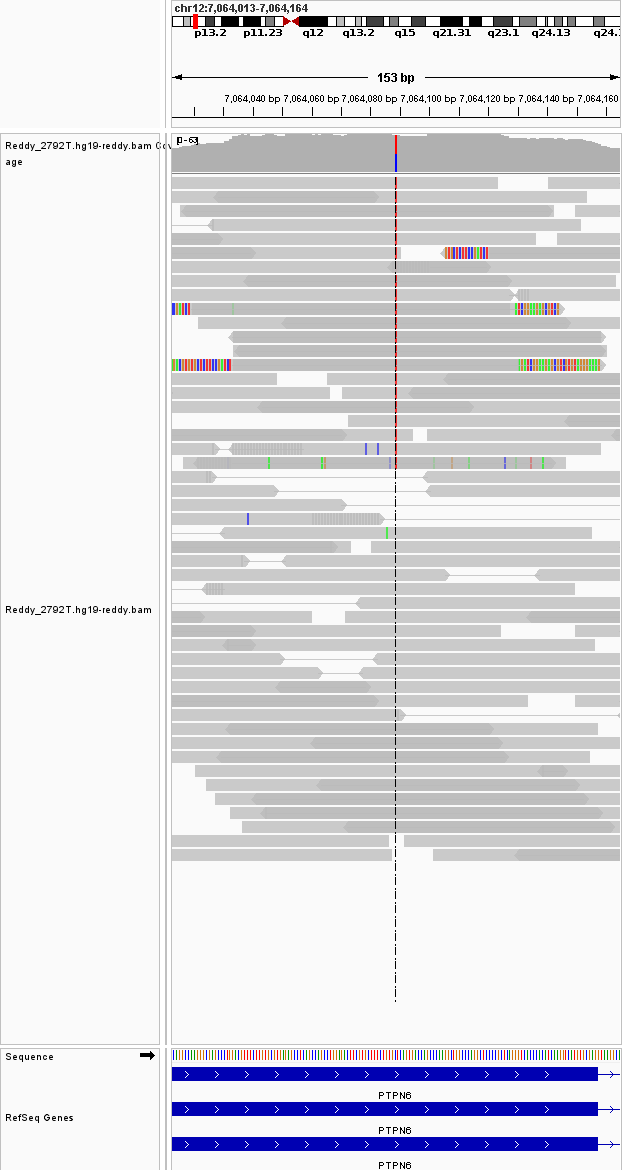 chr12:7,064,013-7,064,164
p13.2 p11.23 q12 q13.2 q15 q21.31 q23.1 q24.13
153 bp
7,064,040 bp 7,064,060 bp 7,064,080 bp 7,064,100 bp 7,064,120 bp 7,064,140 bp 7,064,160
Reddy_2792T.hg19-reddy.bam
age
Reddy_2792T.hg19-reddy.bam
Sequence
PTPN6
RefSeq Genes
PTPN6
PTPN6